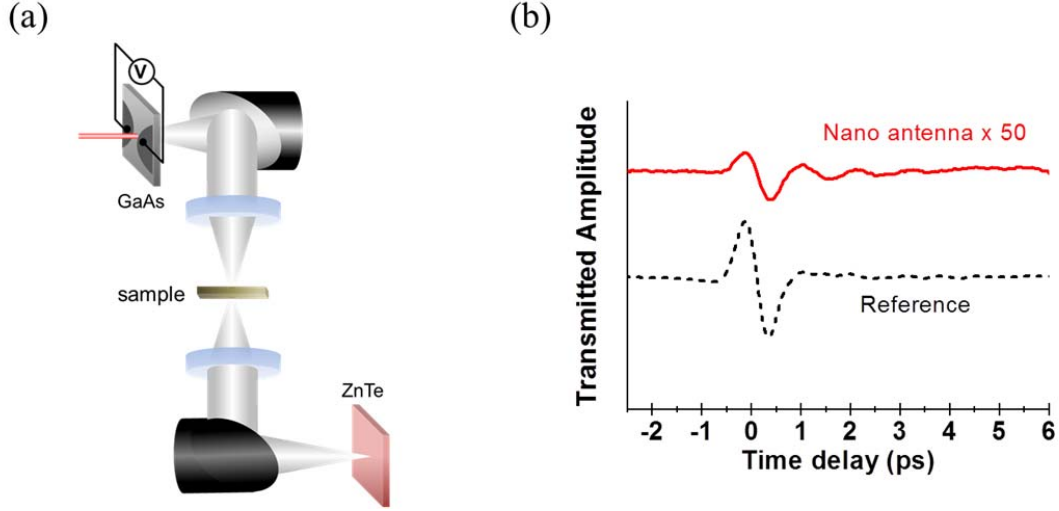 (a)
V
GaAs
sample
ZnTe
(b)
Transmitted Amplitude
Nano antenna x 50
Reference
-2 -1 0 1 2 3 4 5 6
Time delay (ps)